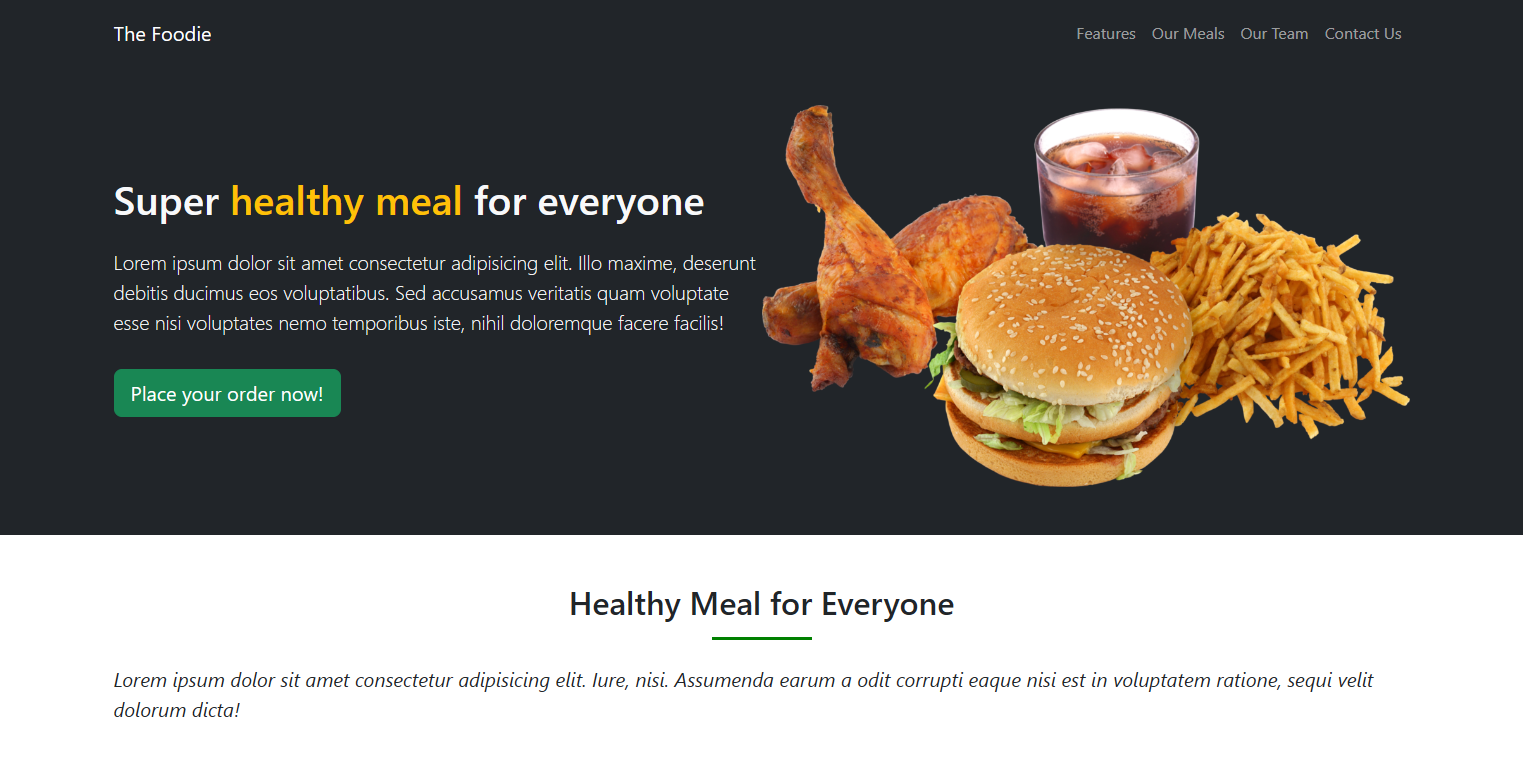 The Foodie
Features Our Meals Our Team Contact Us
Super healthy meal for everyone
Lorem ipsum dolor sit amet consectetur adipisicing elit. Illo maxime, deserunt
debitis ducimus eos voluptatibus. Sed accusamus veritatis quam voluptate
esse nisi voluptates nemo temporibus iste, nihil doloremque facere facilis!
Place your order now!
Healthy Meal for Everyone
Lorem ipsum dolor sit amet consectetur adipisicing elit. Iure, nisi. Assumenda earum a odit corrupti eaque nisi est in voluptatem ratione, sequi velit
dolorum dicta!